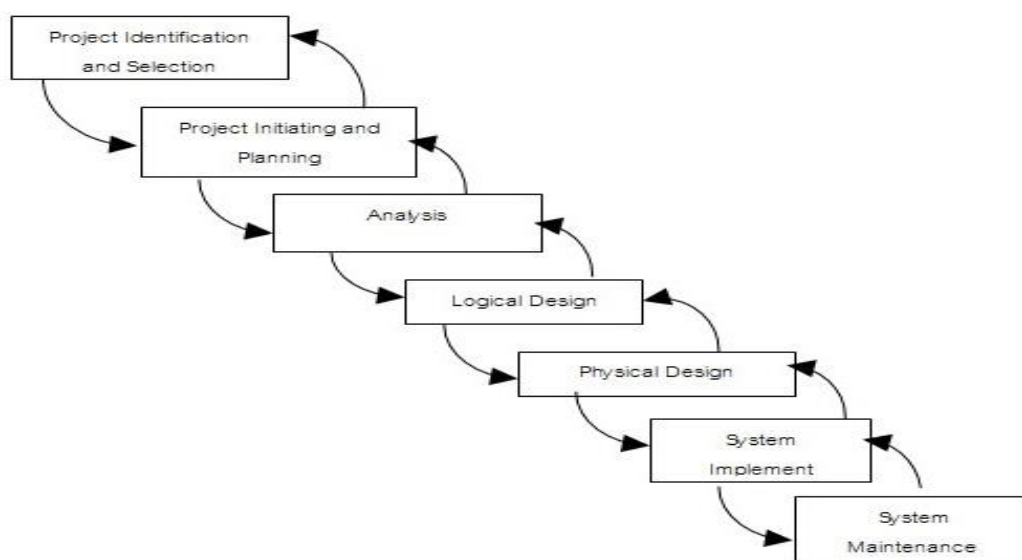 Project Identification
and Selection
Project Initiating and
Planning
Analysis
Logical Design
Physical Design
System
Implement
System
Maintenance